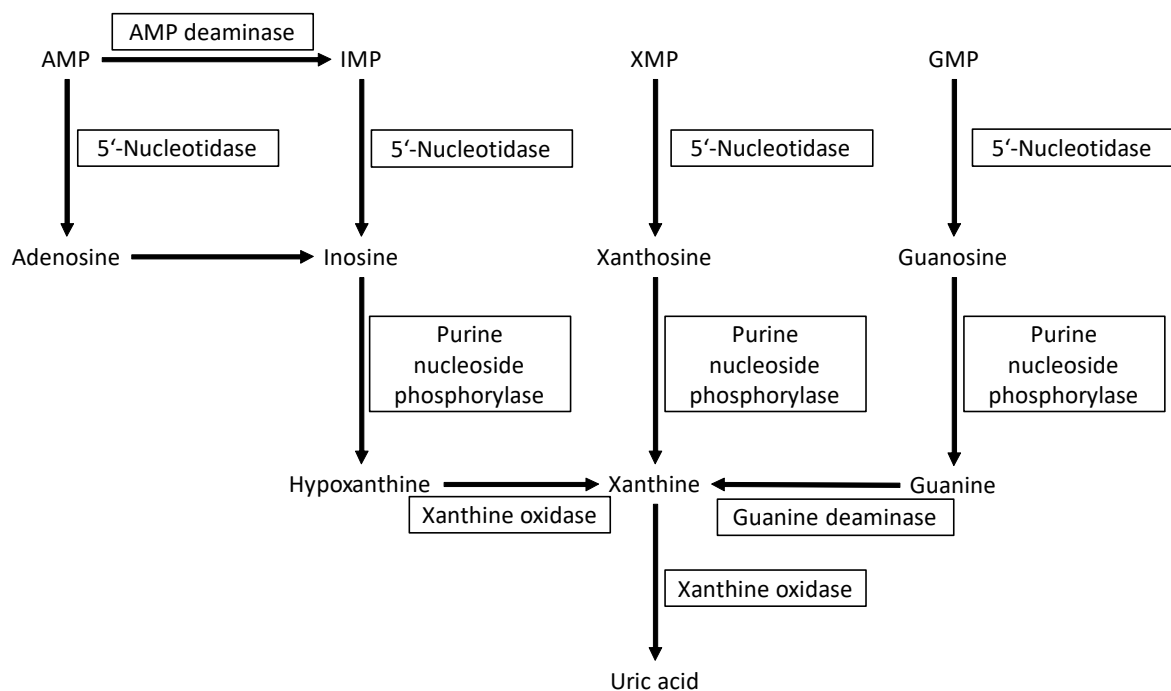 AMP deaminase
AMP
IMP
XMP
GMP
5‘-Nucleotidase
5‘-Nucleotidase
5‘-Nucleotidase
5‘-Nucleotidase
Adenosine
Inosine
Xanthosine
Guanosine
Purine
nucleoside
phosphorylase
Purine
nucleoside
phosphorylase
Purine
nucleoside
phosphorylase
Hypoxanthine
Xanthine
Guanine
Xanthine oxidase
Guanine deaminase
Xanthine oxidase
Uric acid